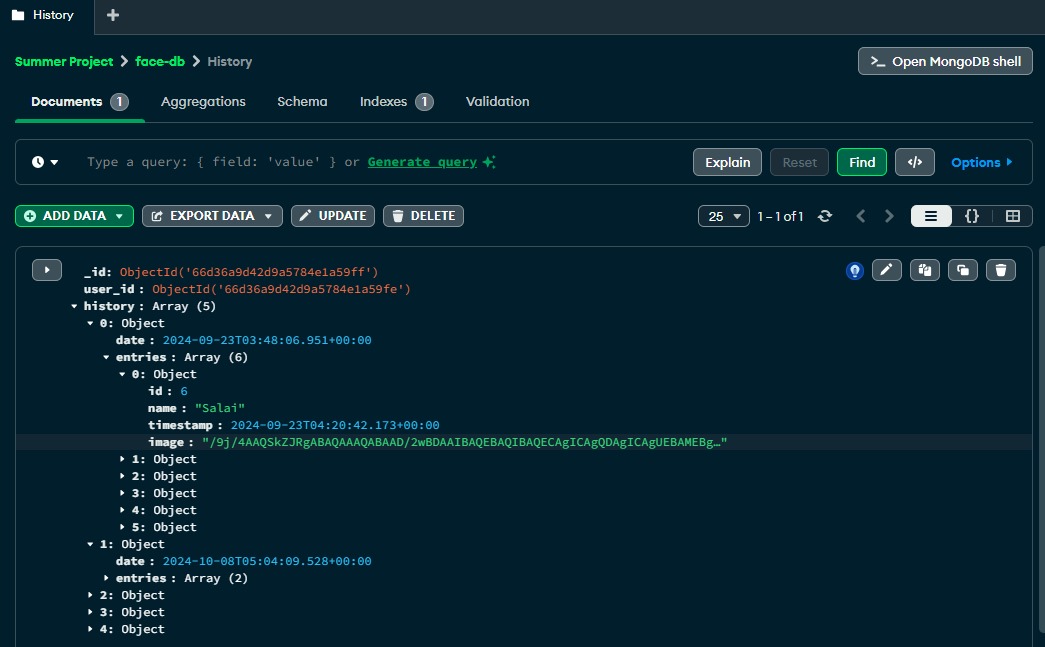 History
Summer Project > face-db > History
>_ Open MongoDB shell
Documents 1 Aggregations Schema Indexes 1 Validation
Type a query: { field: 'value' } or Generate query
Explain Reset Find </> Options
ADD DATA EXPORT DATA UPDATE DELETE 25 1 – 1 of 1 {}
_id: ObjectId('66d36a9d42d9a5784e1a59ff')
user_id : ObjectId('66d36a9d42d9a5784e1a59fe')
history : Array (5)
0: Object
date : 2024-09-23T03:48:06.951+00:00
entries : Array (6)
0: Object
id : 6
name : "Salai"
timestamp : 2024-09-23T04:20:42.173+00:00
image : "/9j/4AAQSkZJRgABAQAAAQABAAD/2wBDAAIBAQEBAQIBAQECAgICAgQDAgICAgUEBAMEBg…"
1: Object
2: Object
3: Object
4: Object
5: Object
1: Object
date : 2024-10-08T05:04:09.528+00:00
entries : Array (2)
2: Object
3: Object
4: Object